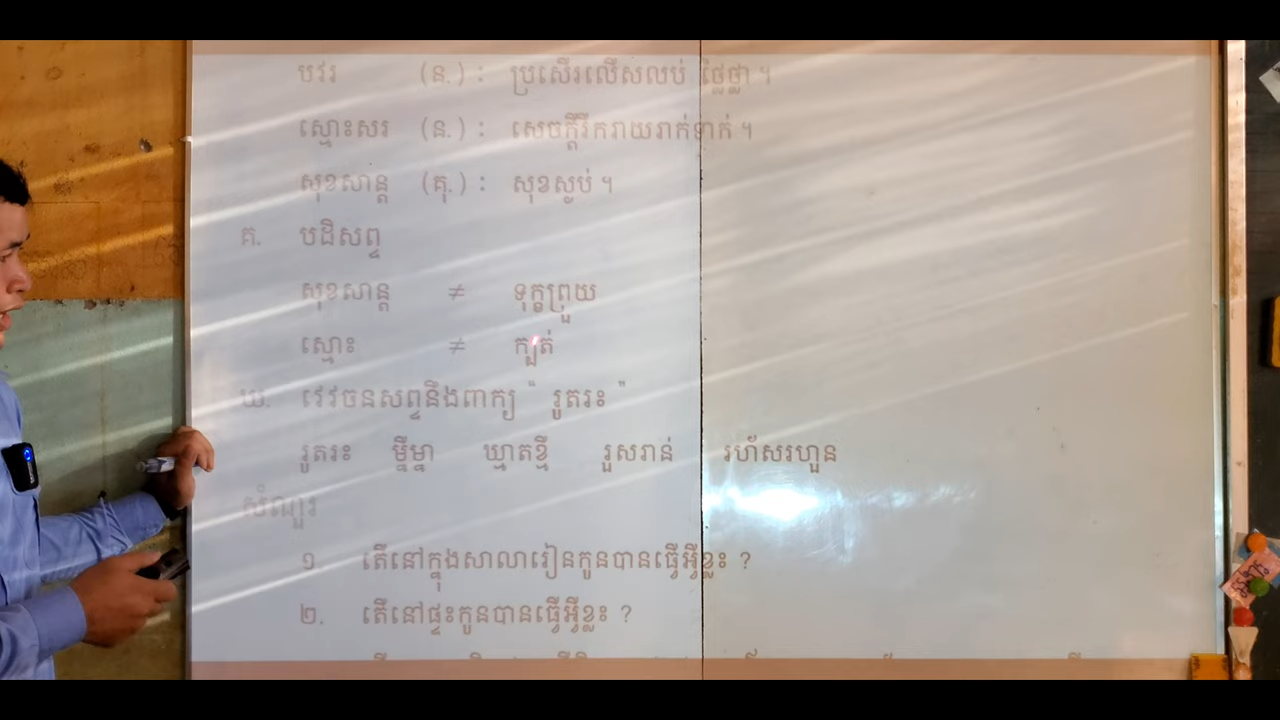 បវរ (ន.) : ប្រសើរលើសលប់ ថ្លៃថ្លា ។
ស្មោះសរ (ន.) : សេចក្ដីរីករាយរាក់ទាក់ ។
សុខសាន្ត (គុ.) : សុខស្ងប់ ។
គ. បដិសព្ទ
សុខសាន្ត ≠ ទុក្ខព្រួយ
ស្មោះ ≠ ក្បត់
ឃ. វេវចនសព្ទនឹងពាក្យ " រូតរះ "
រូតរះ ម្នីម្នា ឃ្មាតខ្មី រួសរាន់ រហ័សរហួន
សំណួរ
១. តើនៅក្នុងសាលារៀនកូនបានធ្វើអ្វីខ្លះ ?
២. តើនៅផ្ទះកូនបានធ្វើអ្វីខ្លះ ?